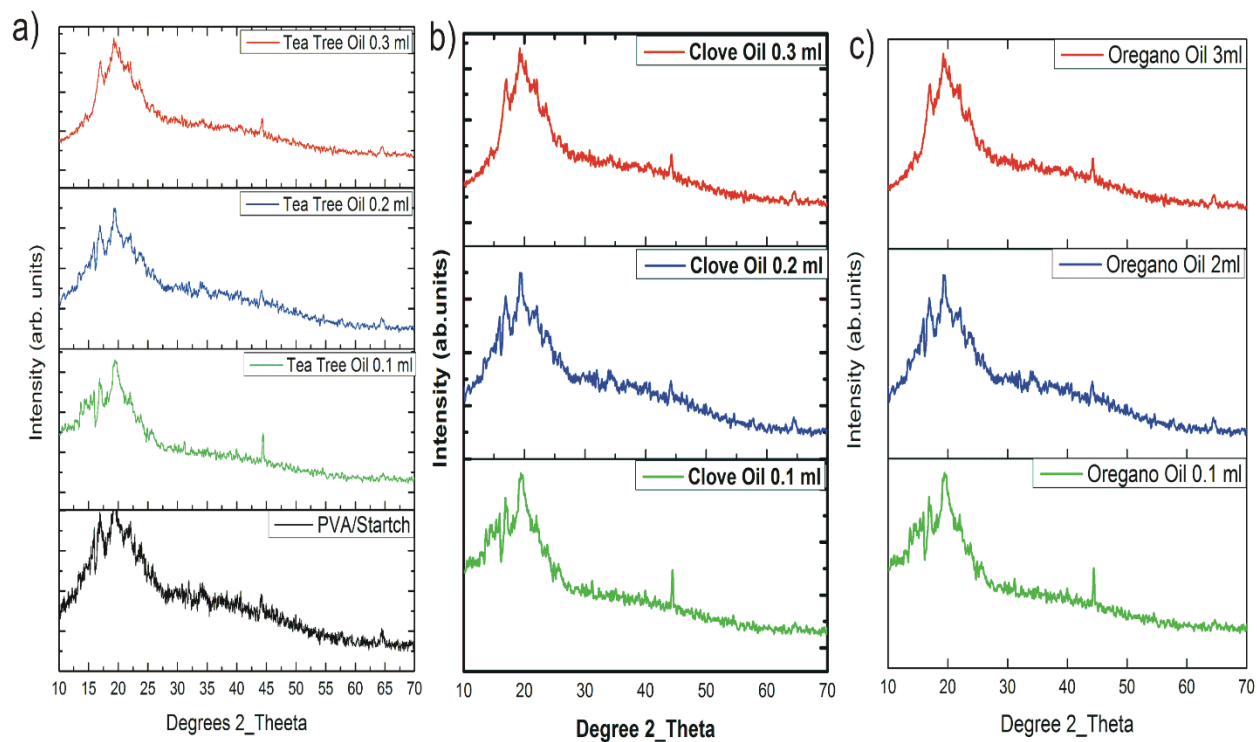 a)
Tea Tree Oil 0.3 ml
Tea Tree Oil 0.2 ml
Tea Tree Oil 0.1 ml
PVA/Startch
Intensity (arb. units)
10 15 20 25 30 35 40 45 50 55 60 65 70
Degrees 2_Theeta
b)
Clove Oil 0.3 ml
Clove Oil 0.2 ml
Clove Oil 0.1 ml
Intensity (ab.units)
10 20 30 40 50 60 70
Degree 2_Theta
c)
Oregano Oil 3ml
Oregano Oil 2ml
Oregano Oil 0.1 ml
Intensity (ab.units)
10 20 30 40 50 60 70
Degree 2_Theta